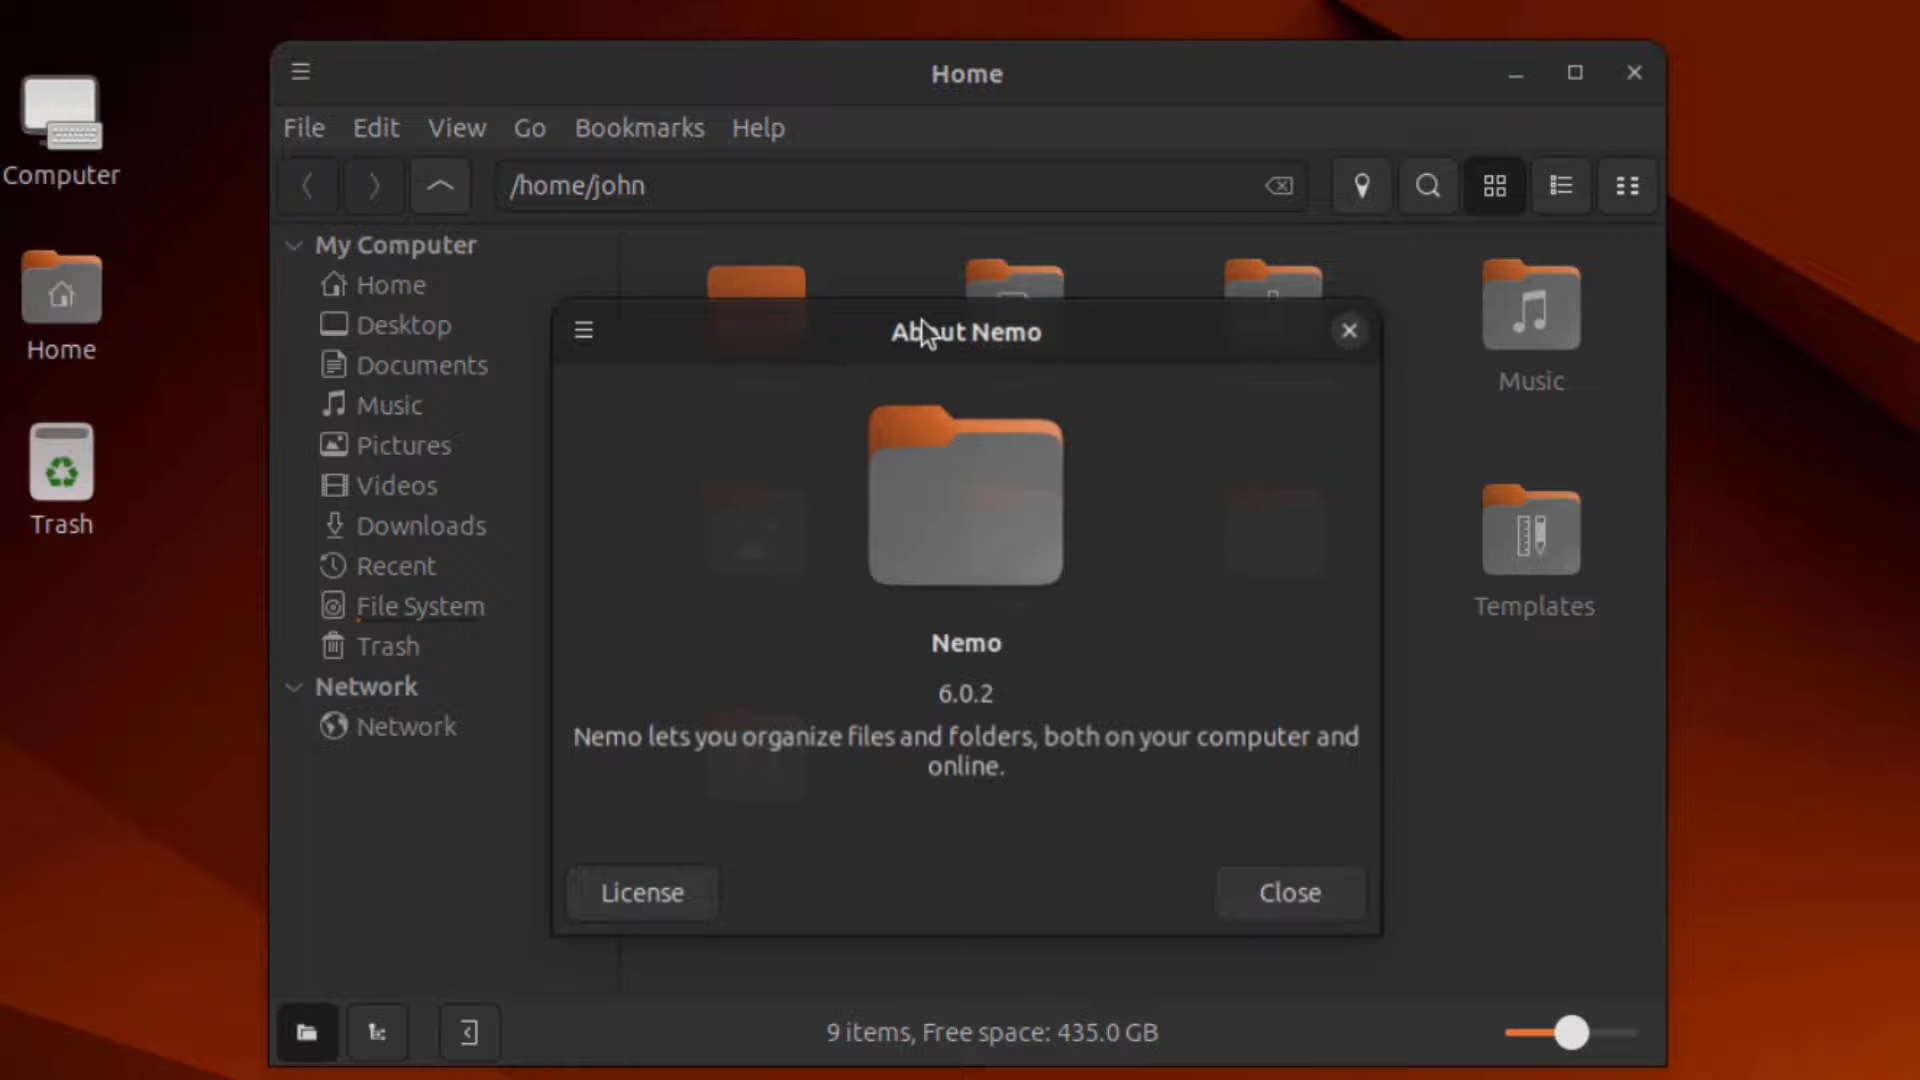 Computer
Home
Trash
Home
File Edit View Go Bookmarks Help
/home/john
My Computer
Home
Desktop
Documents
Music
Pictures
Videos
Downloads
Recent
File System
Trash
Network
Network
Music
Templates
About Nemo
Nemo
6.0.2
Nemo lets you organize files and folders, both on your computer and
online.
License
Close
9 items, Free space: 435.0 GB